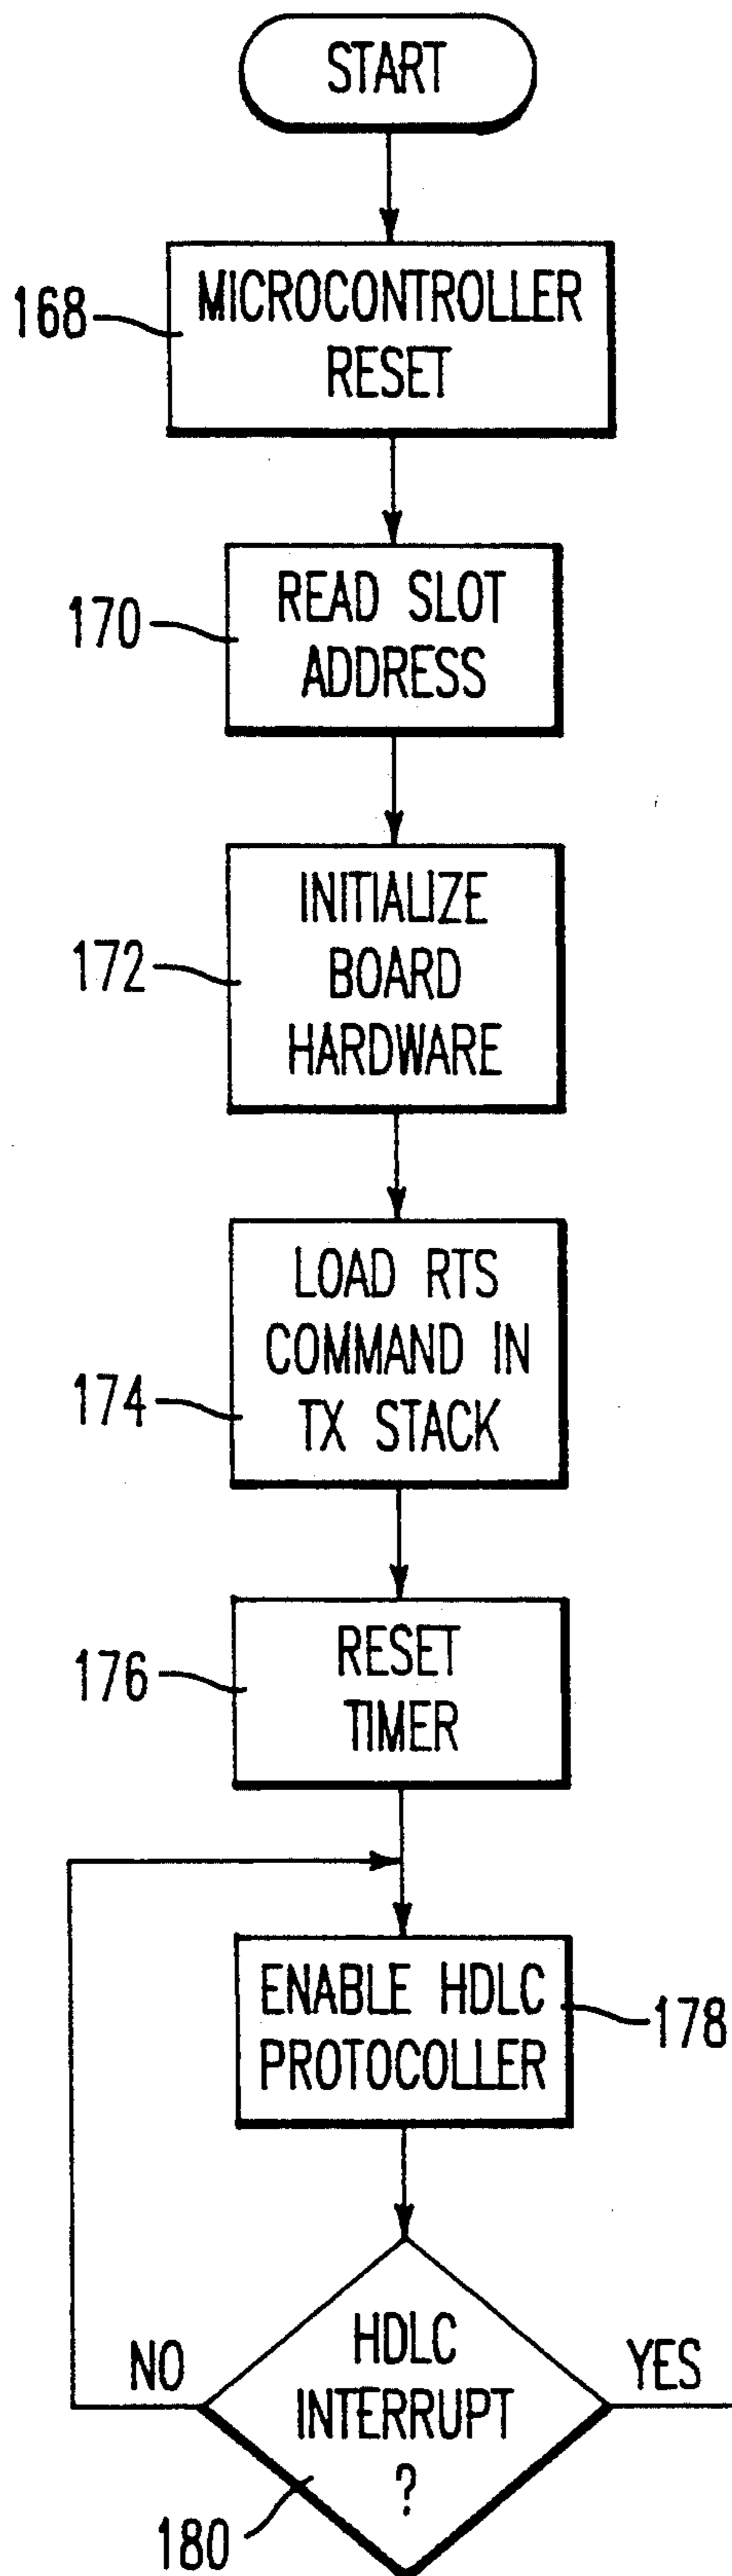 START
168
MICROCONTROLLER
RESET
170
READ SLOT
ADDRESS
172
INITIALIZE
BOARD
HARDWARE
174
LOAD RTS
COMMAND IN
TX STACK
176
RESET
TIMER
ENABLE HDLC
PROTOCOLLER
178
NO
HDLC
INTERRUPT
?
YES
180